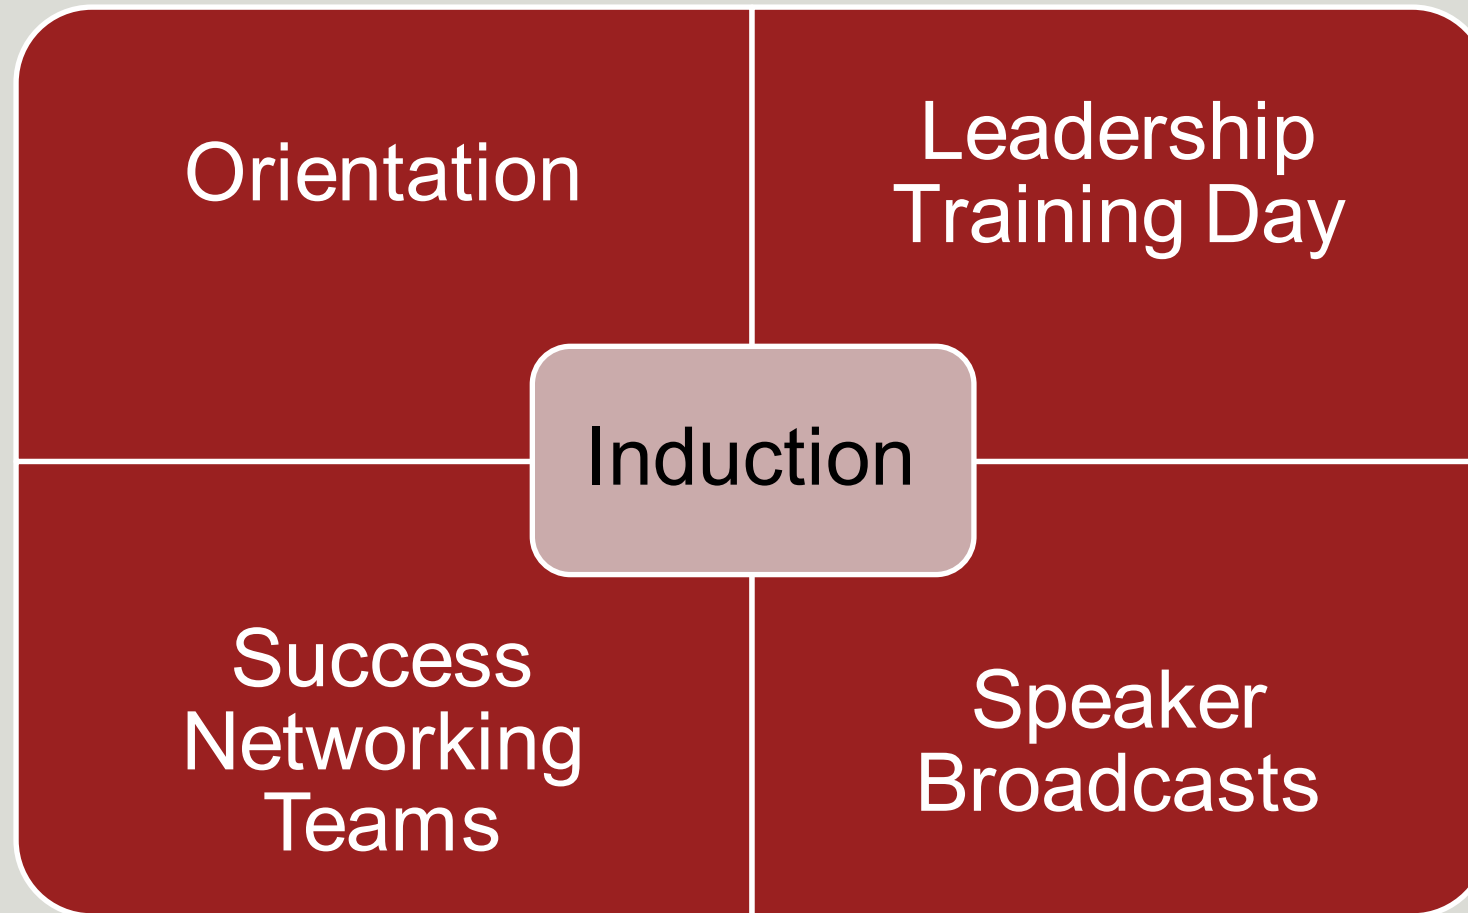 Orientation
Leadership
Training Day
Induction
Success
Networking
Teams
Speaker
Broadcasts